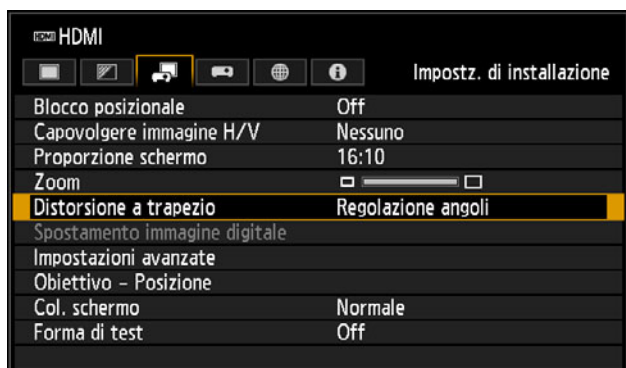 HDMI HDMI
Impostz. di installazione
Blocco posizionale Off
Capovolgere immagine H/V Nessuno
Proporzione schermo 16:10
Zoom
Distorsione a trapezio Regolazione angoli
Spostamento immagine digitale
Impostazioni avanzate
Obiettivo – Posizione
Col. schermo Normale
Forma di test Off